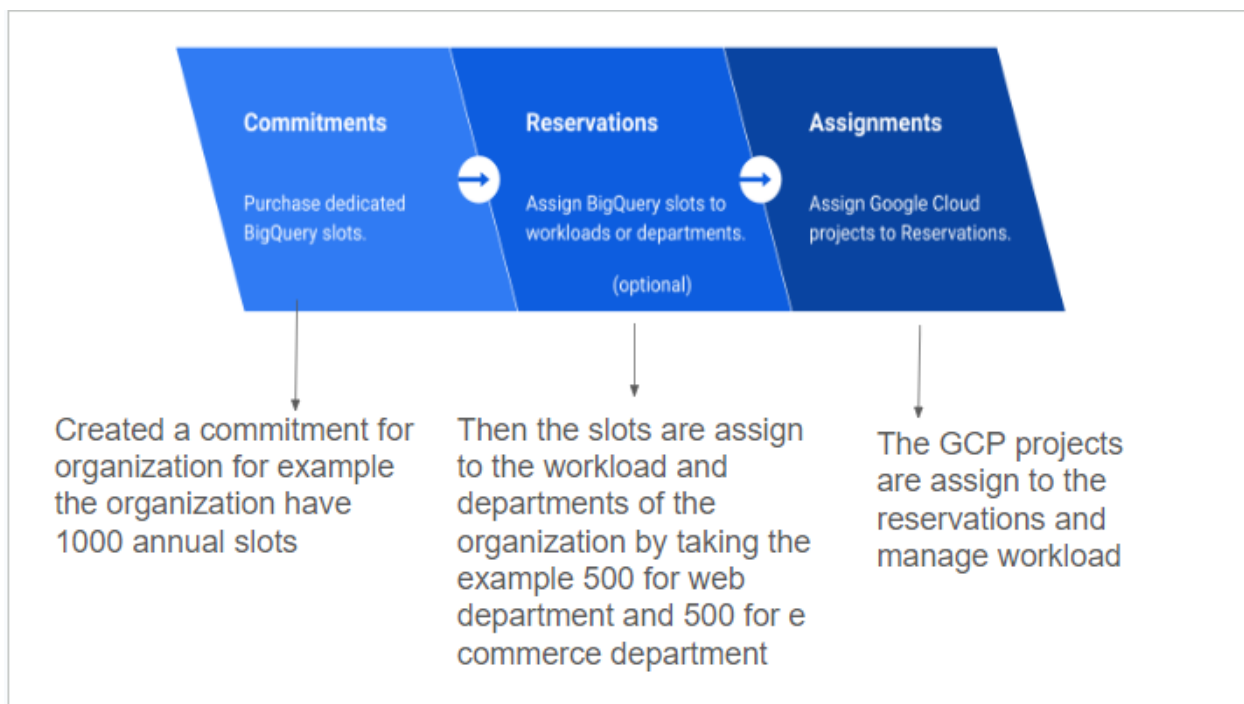 Commitments
Purchase dedicated
BigQuery slots.
Reservations
Assign BigQuery slots to
workloads or departments.
(optional)
Assignments
Assign Google Cloud
projects to Reservations.
Created a commitment for
organization for example
the organization have
1000 annual slots
Then the slots are assign
to the workload and
departments of the
organization by taking the
example 500 for web
department and 500 for e
commerce department
The GCP projects
are assign to the
reservations and
manage workload